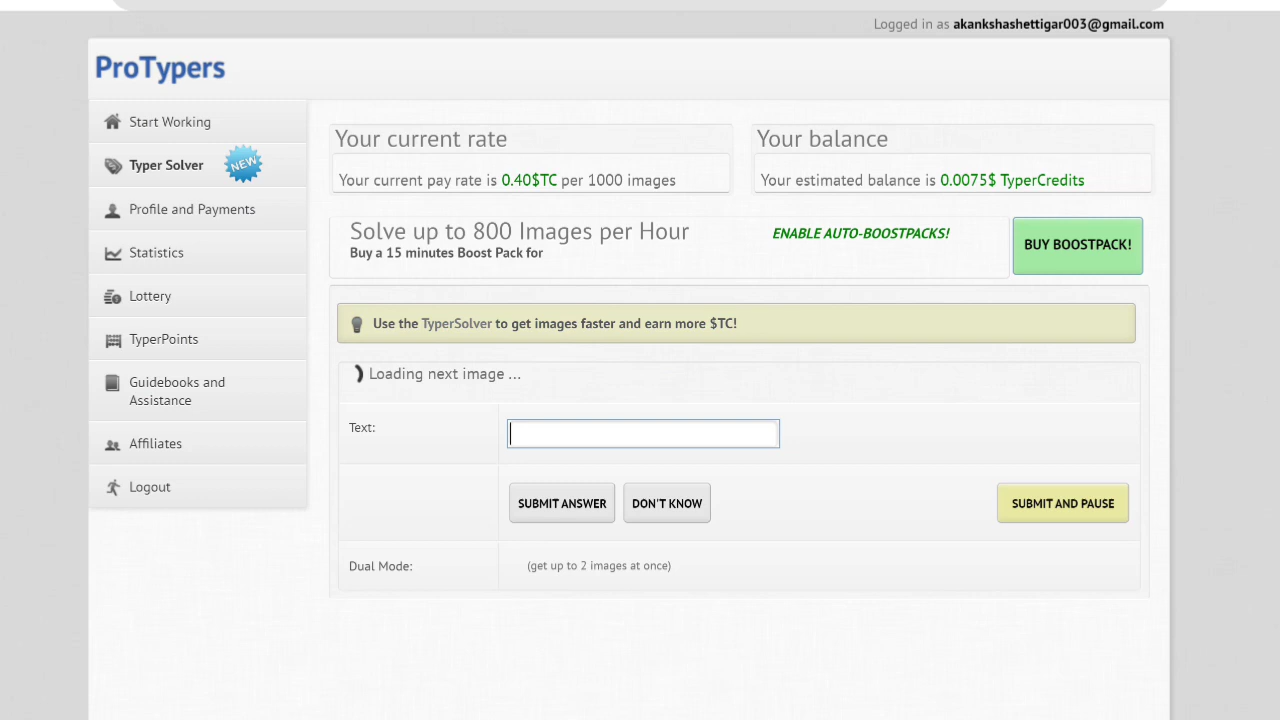 Logged in as akankshashettigar003@gmail.com
ProTypers
Start Working
Typer Solver
NEW
Profile and Payments
Statistics
Lottery
TyperPoints
Guidebooks and
Assistance
Affiliates
Logout
Your current rate
Your current pay rate is 0.40$TC per 1000 images
Your balance
Your estimated balance is 0.0075$ TyperCredits
Solve up to 800 Images per Hour
Buy a 15 minutes Boost Pack for
ENABLE AUTO-BOOSTPACKS!
BUY BOOSTPACK!
Use the TyperSolver to get images faster and earn more $TC!
Loading next image ...
Text:
SUBMIT ANSWER
DON'T KNOW
SUBMIT AND PAUSE
Dual Mode:
(get up to 2 images at once)